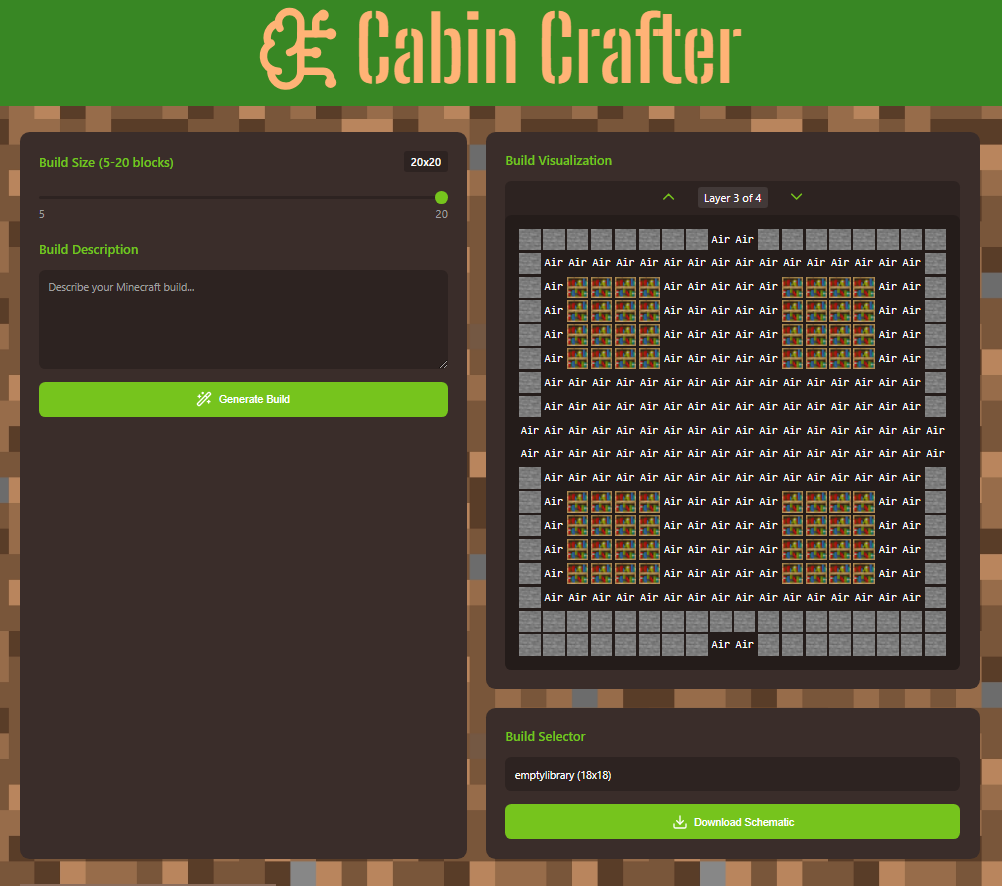 Cabin Crafter
Build Size (5-20 blocks)
20x20
5
20
Build Description
Describe your Minecraft build...
Generate Build
Build Visualization
Layer 3 of 4
Air Air
Air Air Air Air Air Air Air Air Air Air Air Air Air Air Air Air
Air Air Air Air Air Air Air Air
Air Air Air Air Air Air Air Air
Air Air Air Air Air Air Air Air
Air Air Air Air Air Air Air Air
Air Air Air Air Air Air Air Air Air Air Air Air Air Air Air Air
Air Air Air Air Air Air Air Air Air Air Air Air Air Air Air Air
Air Air Air Air Air Air Air Air Air Air Air Air Air Air Air Air Air Air
Air Air Air Air Air Air Air Air Air Air Air Air Air Air Air Air Air Air
Air Air Air Air Air Air Air Air Air Air Air Air Air Air Air Air
Air Air Air Air Air Air Air Air
Air Air Air Air Air Air Air Air
Air Air Air Air Air Air Air Air
Air Air Air Air Air Air Air Air
Air Air Air Air Air Air Air Air Air Air Air Air Air Air Air Air
Air Air
Build Selector
emptylibrary (18x18)
Download Schematic